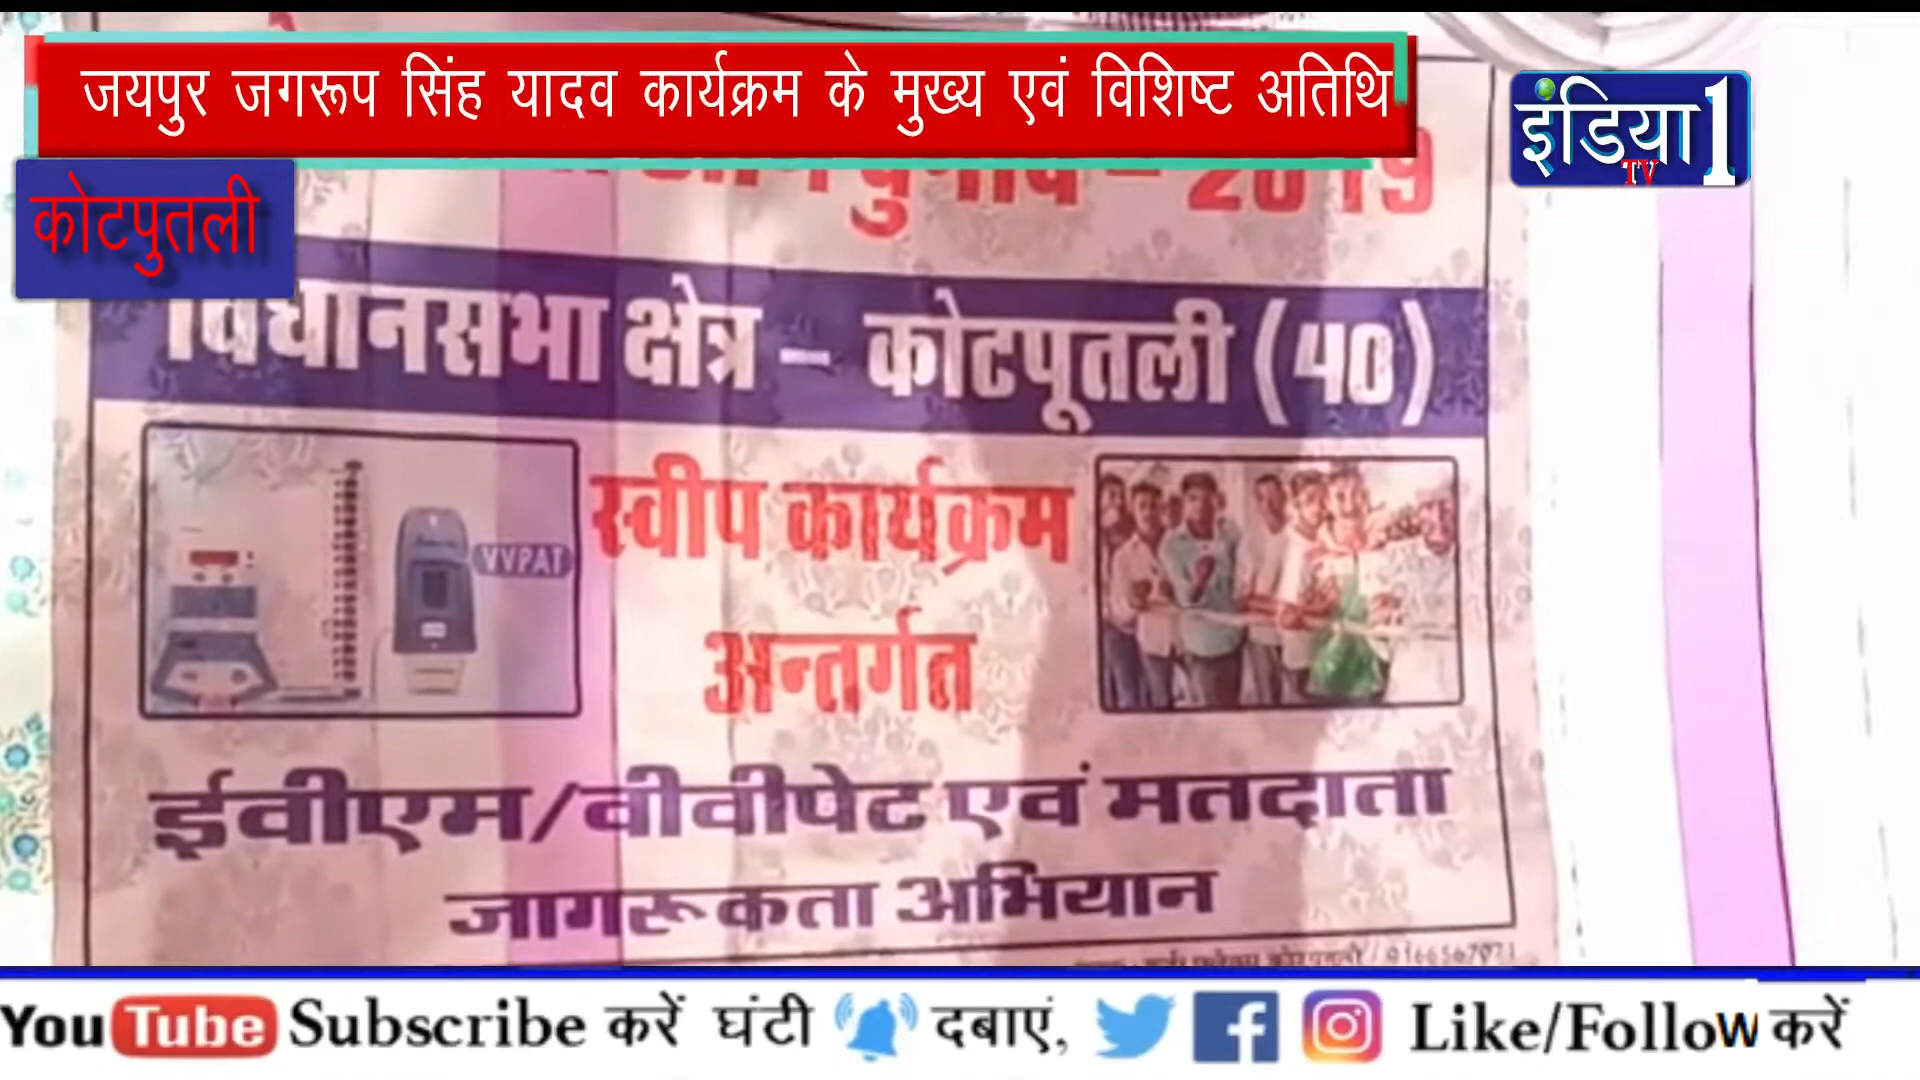 जयपुर जगरूप सिंह यादव कार्यक्रम के मुख्य एवं विशिष्ट अतिथि
इंडिया 1
TV
चुनाव - 2019
कोटपुतली
विधानसभा क्षेत्र - कोटपूतली (40)
VVPAT
स्वीप कार्यक्रम
अन्तर्गत
ईवीएम/वीवीपेट एवं मतदाता
जागरूकता अभियान
YouTube Subscribe करें घंटी दबाएं, Like/Follow करें